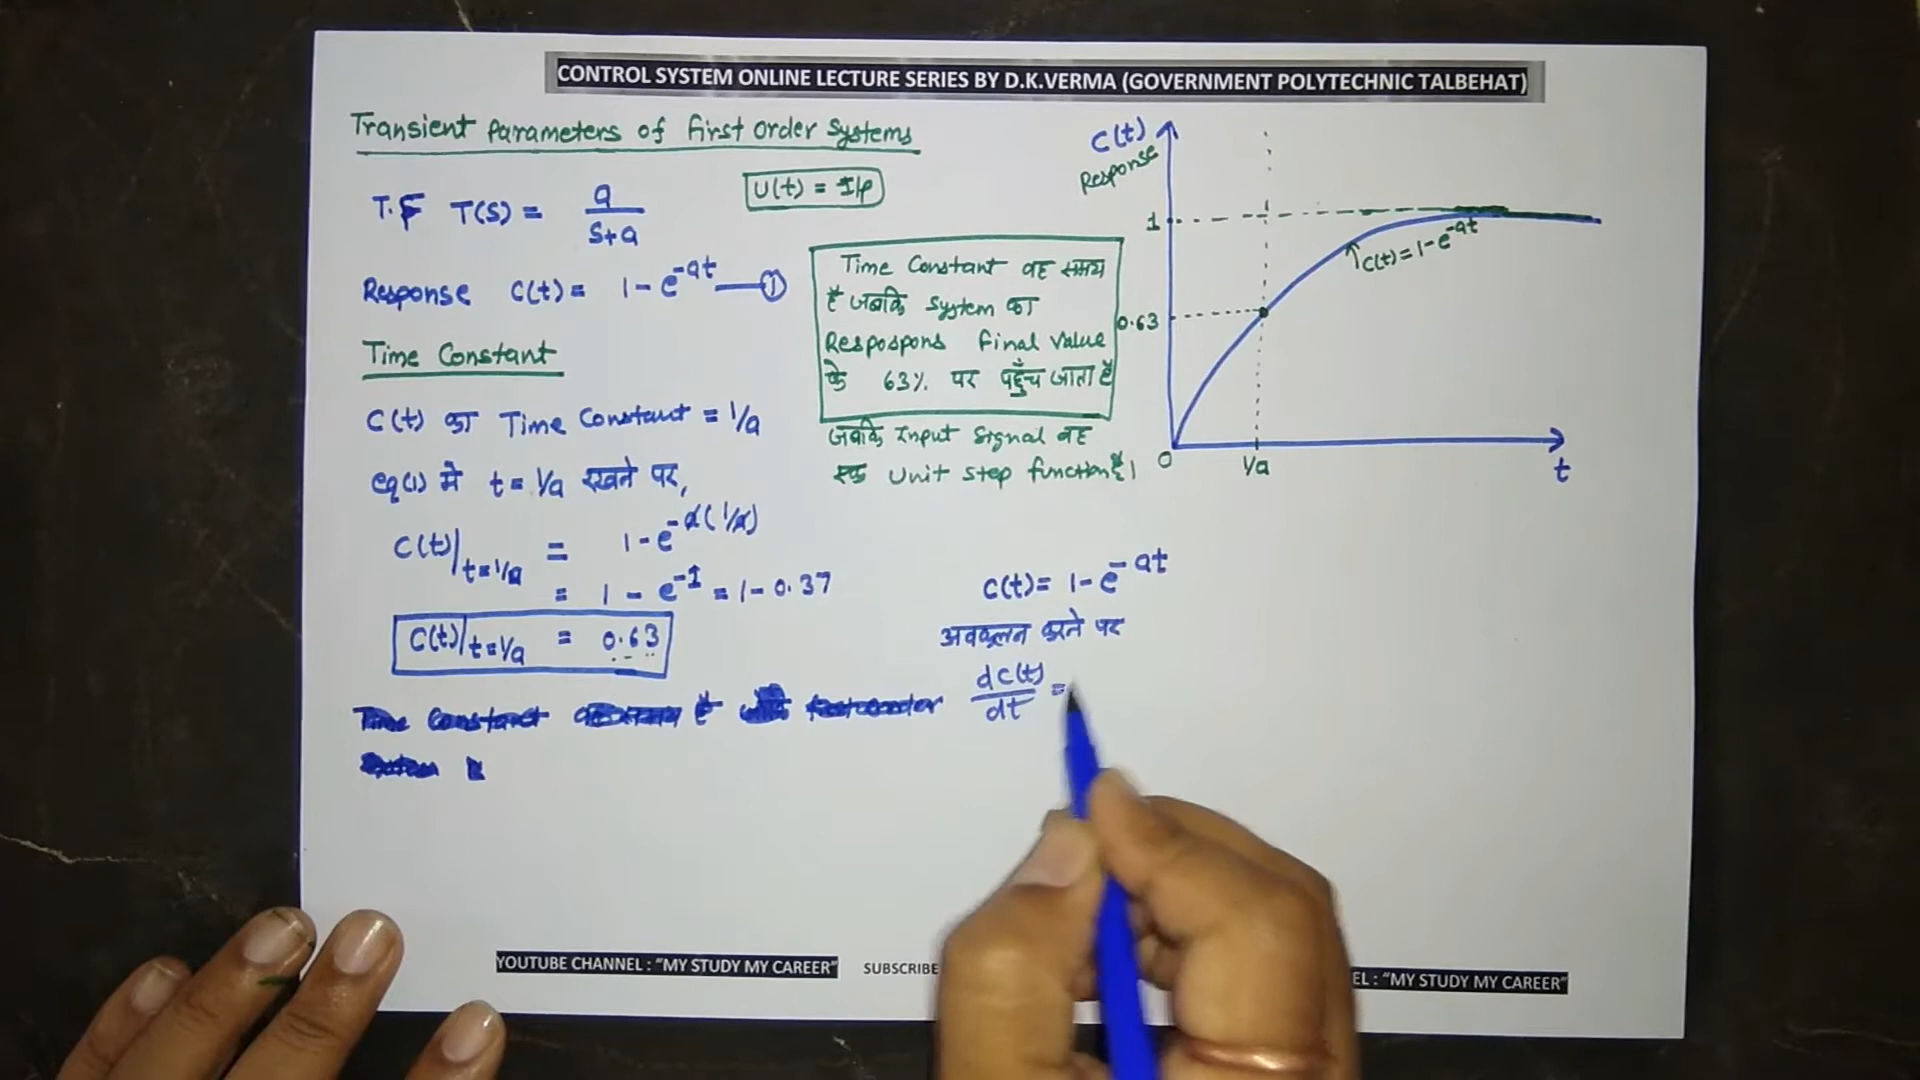 CONTROL SYSTEM ONLINE LECTURE SERIES BY D.K.VERMA (GOVERNMENT POLYTECHNIC TALBEHAT)
Transient Parameters of First Order Systems
T.F T(S) = a/(S+a)
U(t) = I/p
Response C(t) = 1 - e^-at ——①
Time Constant
C(t) का Time Constant = 1/a
eq(1) मे t = 1/a रखने पर,
C(t)|t=1/a = 1 - e^-a(1/a)
= 1 - e^-1 = 1 - 0.37
C(t)|t=1/a = 0.63
Time Constant
Time Constant वह समय
है जबकि System का
Respospons Final Value
के 63% पर पहुँच जाता है
जबकि Input Signal वह
एक Unit Step function है।
C(t)
Response
1
C(t) = 1 - e^-at
0.63
0
1/a
t
C(t) = 1 - e^-at
अवकलन करने पर
dC(t)/dt =
YOUTUBE CHANNEL : "MY STUDY MY CAREER"
SUBSCRIBE
EL : "MY STUDY MY CAREER"